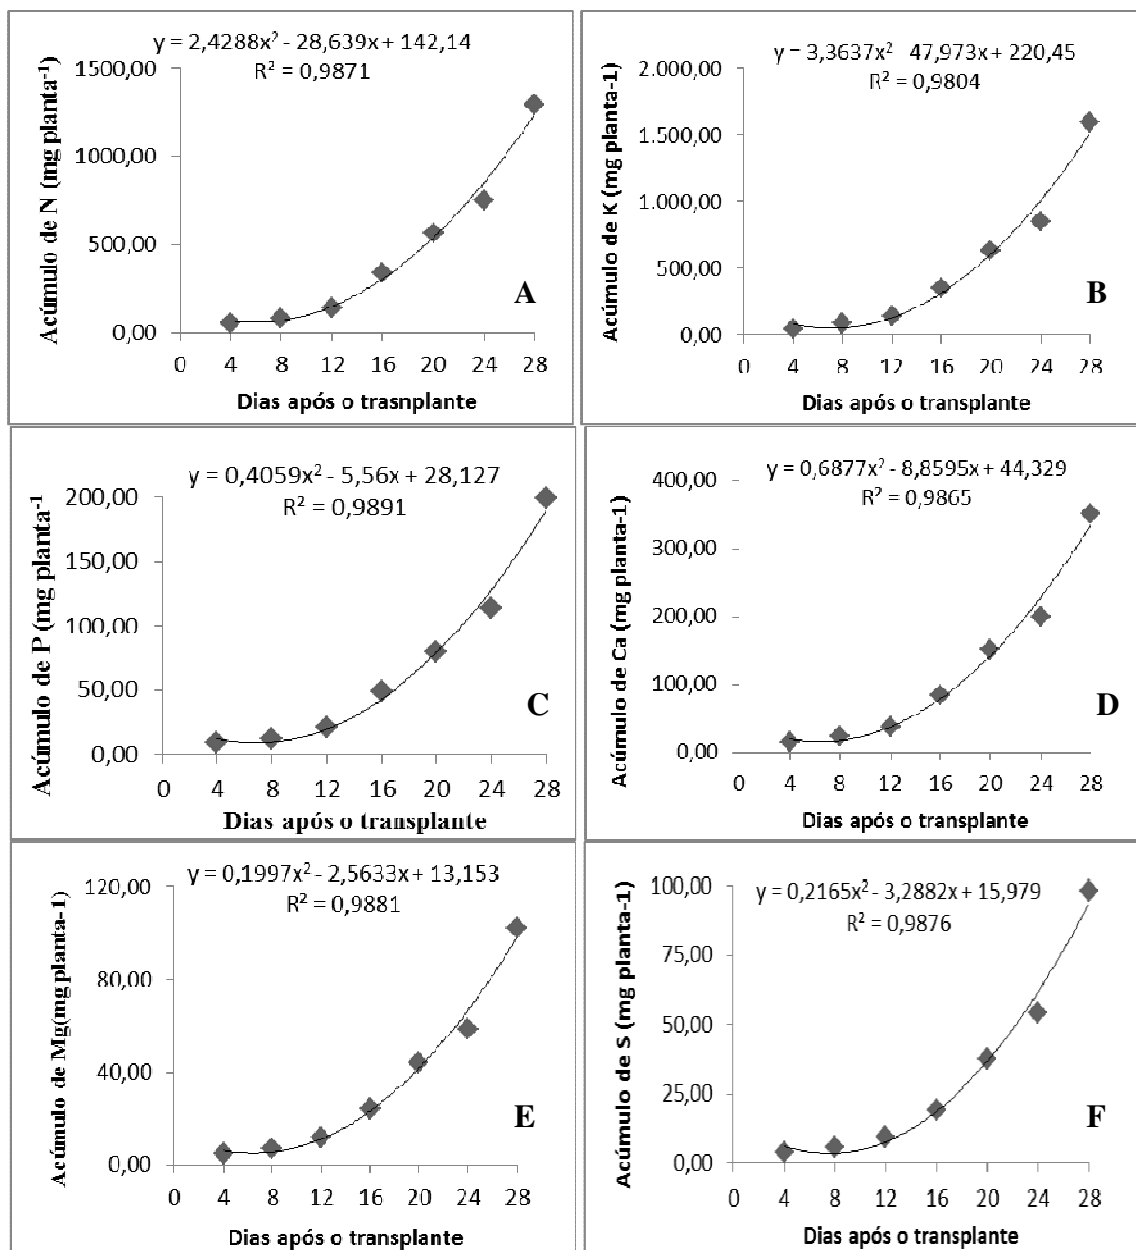 y = 2,4288x² - 28,639x + 142,14
R² = 0,9871
Acúmulo de N (mg planta⁻¹)
1500,00
1000,00
500,00
0,00
A
0 4 8 12 16 20 24 28
Dias após o trasnplante
y = 3,3637x² 47,973x + 220,45
R² = 0,9804
Acúmulo de K (mg planta-1)
2.000,00
1.500,00
1.000,00
500,00
0,00
B
0 4 8 12 16 20 24 28
Dias após o transplante
y = 0,4059x² - 5,56x + 28,127
R² = 0,9891
Acúmulo de P (mg planta⁻¹
200,00
150,00
100,00
50,00
0,00
C
0 4 8 12 16 20 24 28
Dias após o transplante
y = 0,6877x² - 8,8595x + 44,329
R² = 0,9865
Acúmulo de Ca (mg planta-1)
400,00
300,00
200,00
100,00
0,00
D
0 4 8 12 16 20 24 28
Dias após o transplante
y = 0,1997x² - 2,5633x + 13,153
R² = 0,9881
Acúmulo de Mg(mg planta-1)
120,00
80,00
40,00
0,00
E
0 4 8 12 16 20 24 28
Dias após o transplante
y = 0,2165x² - 3,2882x + 15,979
R² = 0,9876
Acúmulo de S (mg planta-1)
100,00
75,00
50,00
25,00
0,00
F
0 4 8 12 16 20 24 28
Dias após o transplante